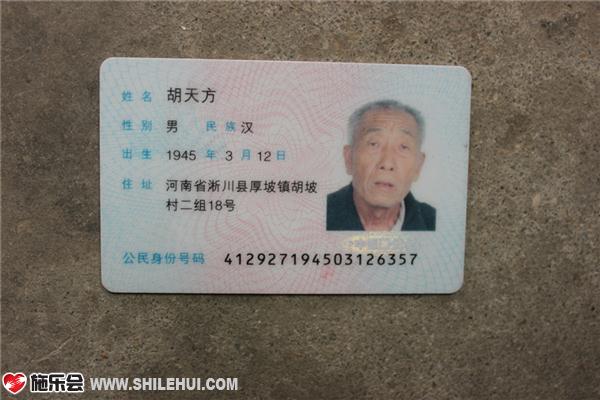 姓名 胡天方
性别 男 民族 汉
出生 1945 年 3 月 12 日
住址 河南省淅川县厚坡镇胡坡
村二组18号
公民身份号码 412927194503126357
施乐会 WWW.SHILEHUI.COM